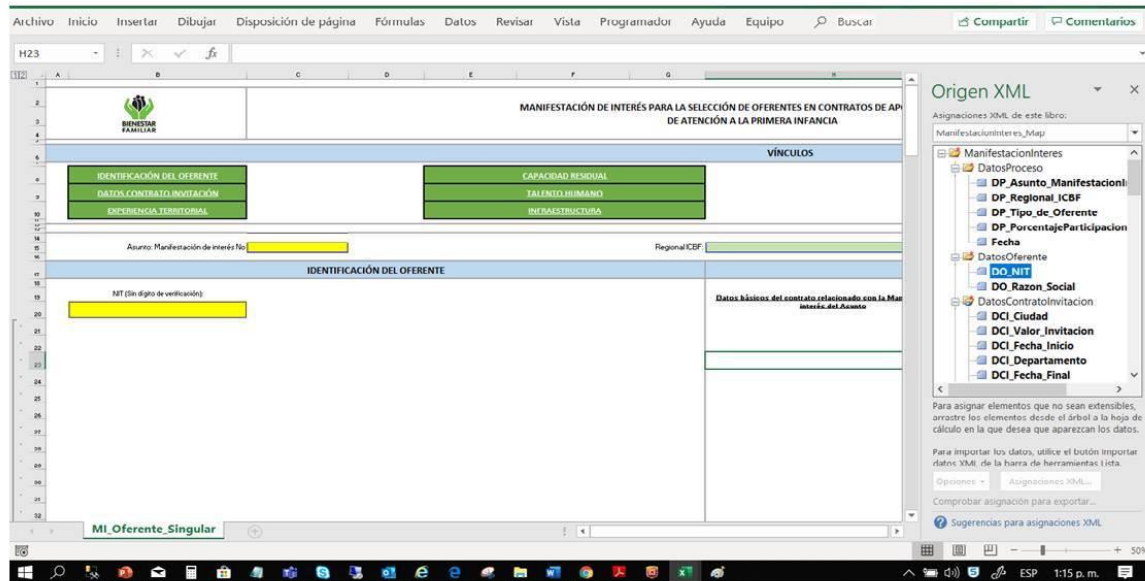 Archivo Inicio Insertar Dibujar Disposición de página Fórmulas Datos Revisar Vista Programador Ayuda Equipo Buscar Compartir Comentarios
H23 fx
1 2 A B C D E F G H
BIENESTAR
FAMILIAR
MANIFESTACIÓN DE INTERÉS PARA LA SELECCIÓN DE OFERENTES EN CONTRATOS DE AP
DE ATENCIÓN A LA PRIMERA INFANCIA
VÍNCULOS
IDENTIFICACIÓN DEL OFERENTE CAPACIDAD RESIDUAL
DATOS CONTRATO INVITACIÓN TALENTO HUMANO
EXPERIENCIA TERRITORIAL INFRAESTRUCTURA
Asunto: Manifestación de interés No Regional ICBF:
IDENTIFICACIÓN DEL OFERENTE
NIT (Sin dígito de verificación):
Datos básicos del contrato relacionado con la Man
interés del Asunto
MI_Oferente_Singular
Origen XML
Asignaciones XML de este libro:
ManifestacionInteres_Map
ManifestacionInteres
DatosProceso
DP_Asunto_ManifestacionI
DP_Regional_ICBF
DP_Tipo_de_Oferente
DP_PorcentajeParticipacion
Fecha
DatosOferente
DO_NIT
DO_Razon_Social
DatosContratoInvitacion
DCI_Ciudad
DCI_Valor_Invitacion
DCI_Fecha_Inicio
DCI_Departamento
DCI_Fecha_Final
Para asignar elementos que no sean extensibles,
arrastre los elementos desde el árbol a la hoja de
cálculo en la que desea que aparezcan los datos.
Para importar los datos, utilice el botón Importar
datos XML de la barra de herramientas Lista.
Opciones Asignaciones XML...
Comprobar asignación para exportar...
Sugerencias para asignaciones XML
50%
ESP 1:15 p. m.